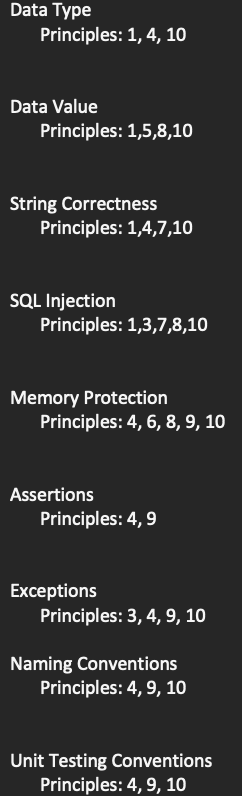 Data Type
Principles: 1, 4, 10
Data Value
Principles: 1,5,8,10
String Correctness
Principles: 1,4,7,10
SQL Injection
Principles: 1,3,7,8,10
Memory Protection
Principles: 4, 6, 8, 9, 10
Assertions
Principles: 4, 9
Exceptions
Principles: 3, 4, 9, 10
Naming Conventions
Principles: 4, 9, 10
Unit Testing Conventions
Principles: 4, 9, 10